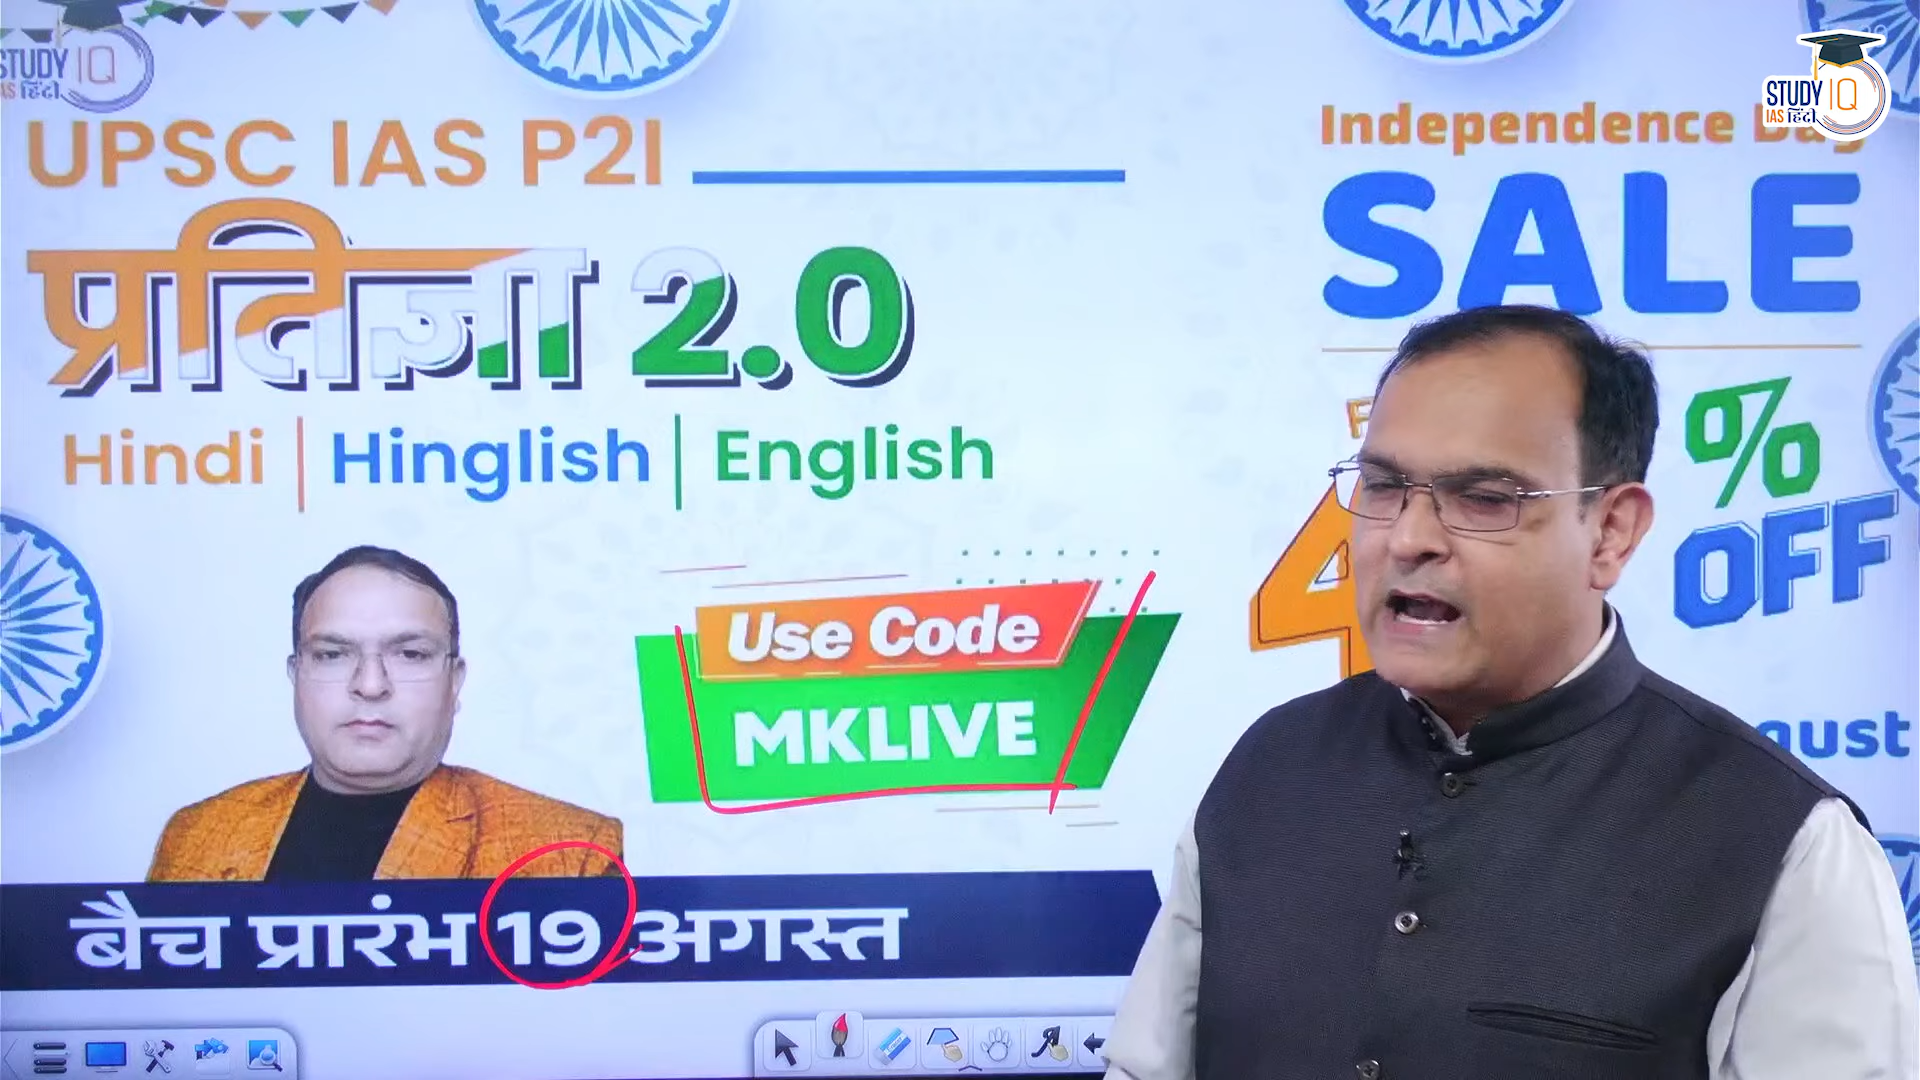 STUDY IQ
IAS हिंदी
UPSC IAS P2I
प्रतिज्ञा 2.0
Hindi | Hinglish | English
Use Code
MKLIVE
बैच प्रारंभ 19 अगस्त
STUDY IQ
IAS हिंदी
Independence Day
SALE
% OFF